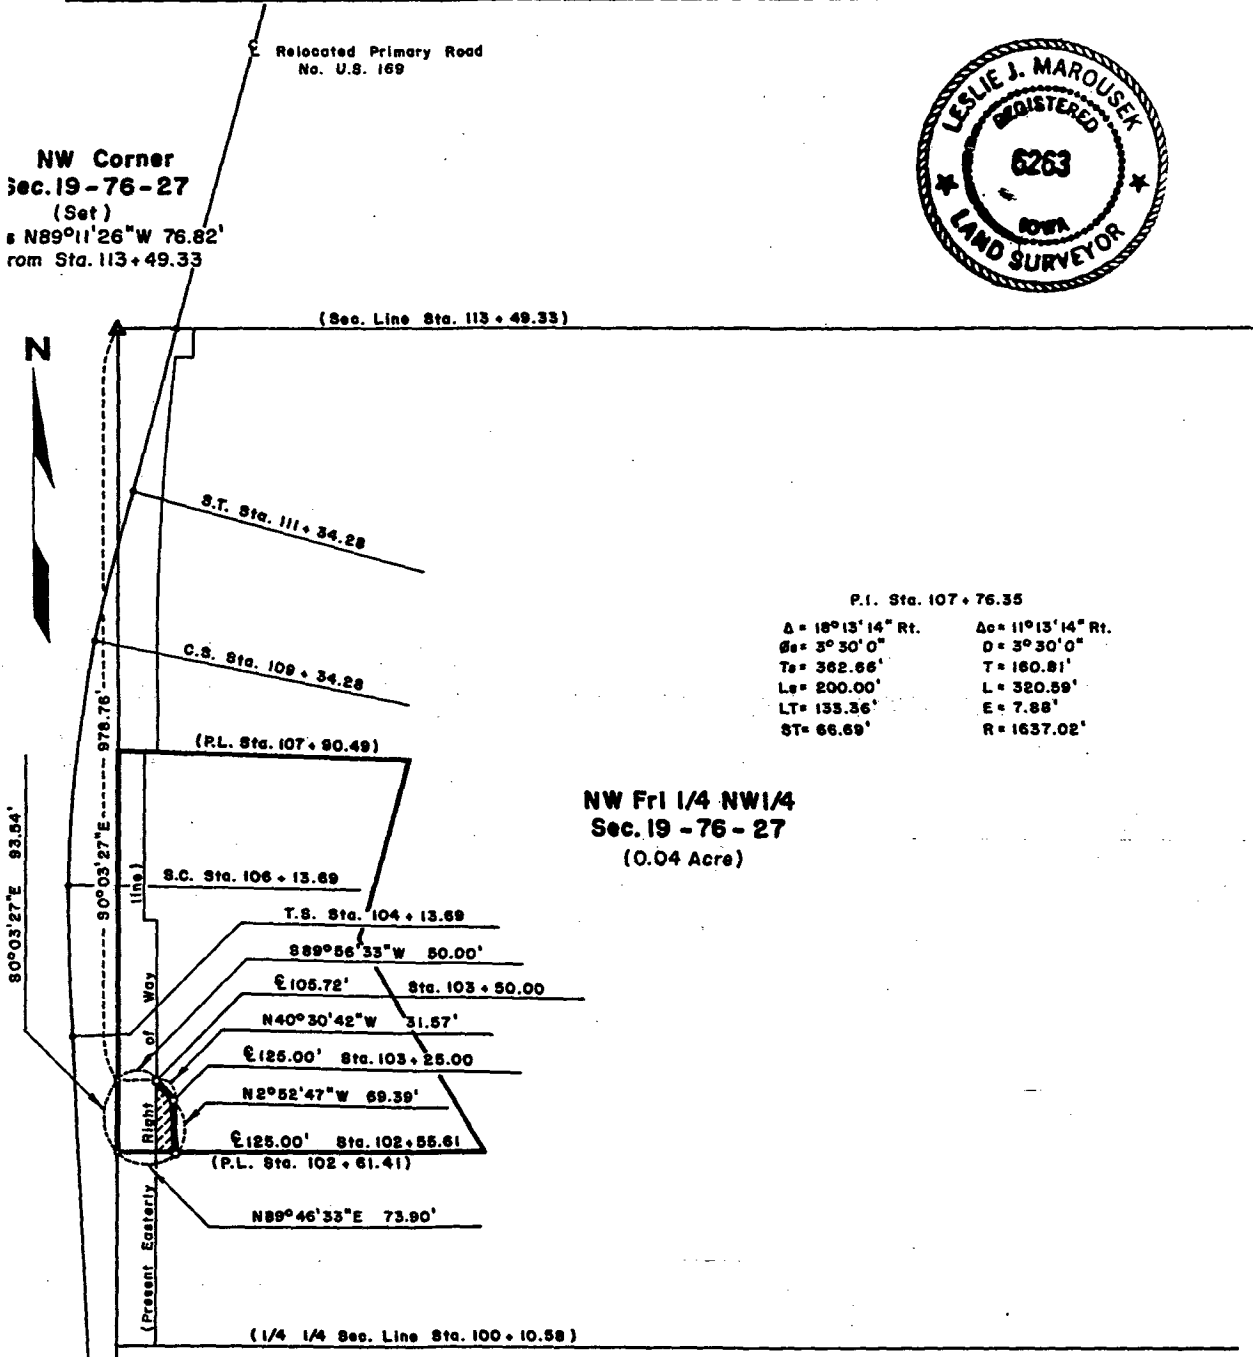 ℄ Relocated Primary Road
No. U.S. 169
LESLIE J. MAROUSEK
REGISTERED
6263
IOWA
LAND SURVEYOR
NW Corner
Sec. 19-76-27
(Set)
N89°11'26"W 76.82'
rom Sta. 113+49.33
(Sec. Line Sta. 113+49.33)
N
S.T. Sta. 111+34.28
C.S. Sta. 109+34.28
P.I. Sta. 107+76.35
Δ = 18°13'14" Rt. Δc = 11°13'14" Rt.
Øs = 3°30'0" D = 3°30'0"
Ts = 362.66' T = 160.81'
Ls = 200.00' L = 320.59'
LT = 133.36' E = 7.88'
ST = 66.69' R = 1637.02'
S0°03'27"E 978.76'
(P.L. Sta. 107+90.49)
NW Frl 1/4 NW1/4
Sec. 19-76-27
(0.04 Acre)
S0°03'27"E 93.54'
S.C. Sta. 106+13.69
T.S. Sta. 104+13.69
S89°56'33"W 50.00'
℄ 105.72' Sta. 103+50.00
N40°30'42"W 31.57'
℄ 125.00' Sta. 103+25.00
N2°52'47"W 69.39'
℄ 125.00' Sta. 102+55.61
(P.L. Sta. 102+61.41)
N89°46'33"E 73.90'
(Present Easterly Right of Way line)
(1/4 1/4 Sec. Line Sta. 100+10.58)